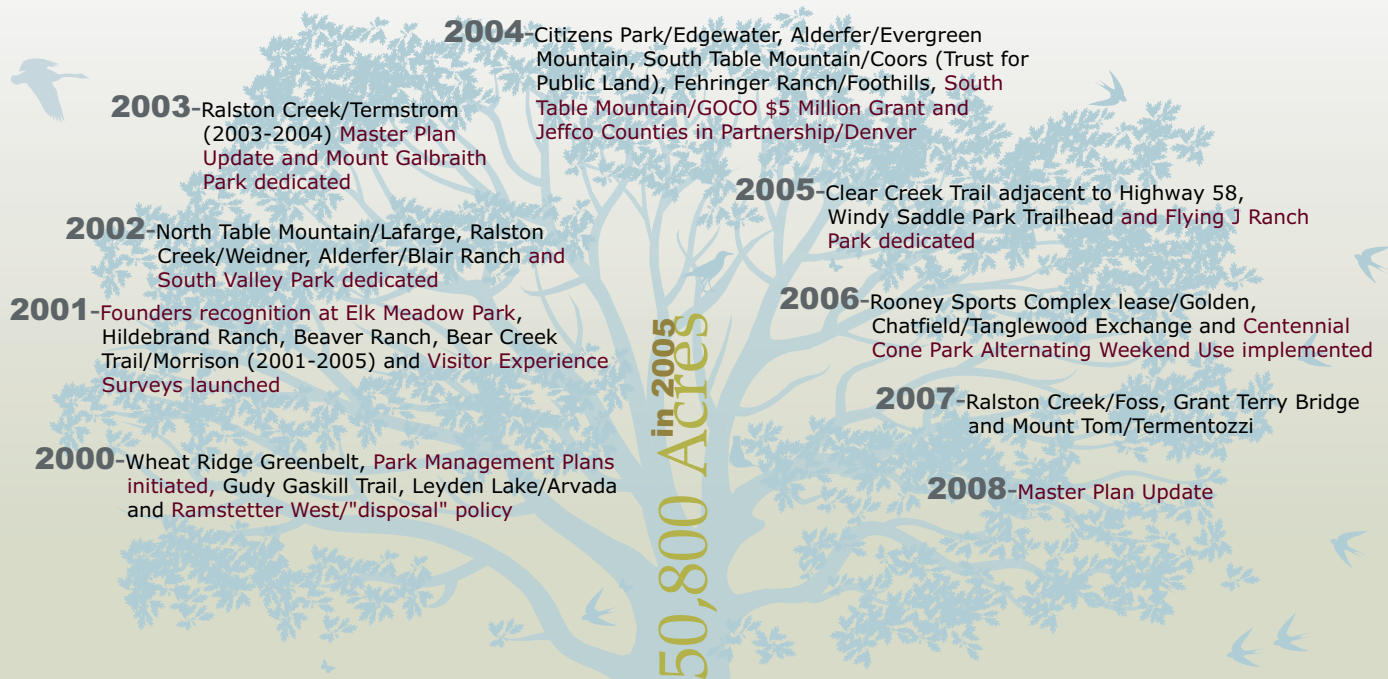 2004-Citizens Park/Edgewater, Alderfer/Evergreen
Mountain, South Table Mountain/Coors (Trust for
Public Land), Fehringer Ranch/Foothills, South
Table Mountain/GOCO $5 Million Grant and
Jeffco Counties in Partnership/Denver
2003-Ralston Creek/Termstrom
(2003-2004) Master Plan
Update and Mount Galbraith
Park dedicated
2002-North Table Mountain/Lafarge, Ralston
Creek/Weidner, Alderfer/Blair Ranch and
South Valley Park dedicated
2001-Founders recognition at Elk Meadow Park,
Hildebrand Ranch, Beaver Ranch, Bear Creek
Trail/Morrison (2001-2005) and Visitor Experience
Surveys launched
2000-Wheat Ridge Greenbelt, Park Management Plans
initiated, Gudy Gaskill Trail, Leyden Lake/Arvada
and Ramstetter West/"disposal" policy
in 2005
50,800 Acres
2005-Clear Creek Trail adjacent to Highway 58,
Windy Saddle Park Trailhead and Flying J Ranch
Park dedicated
2006-Rooney Sports Complex lease/Golden,
Chatfield/Tanglewood Exchange and Centennial
Cone Park Alternating Weekend Use implemented
2007-Ralston Creek/Foss, Grant Terry Bridge
and Mount Tom/Termentozzi
2008-Master Plan Update